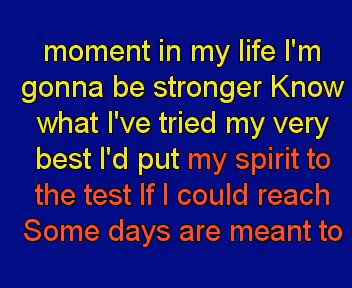 moment in my life I'm
gonna be stronger Know
what I've tried my very
best I'd put my spirit to
the test If I could reach
Some days are meant to